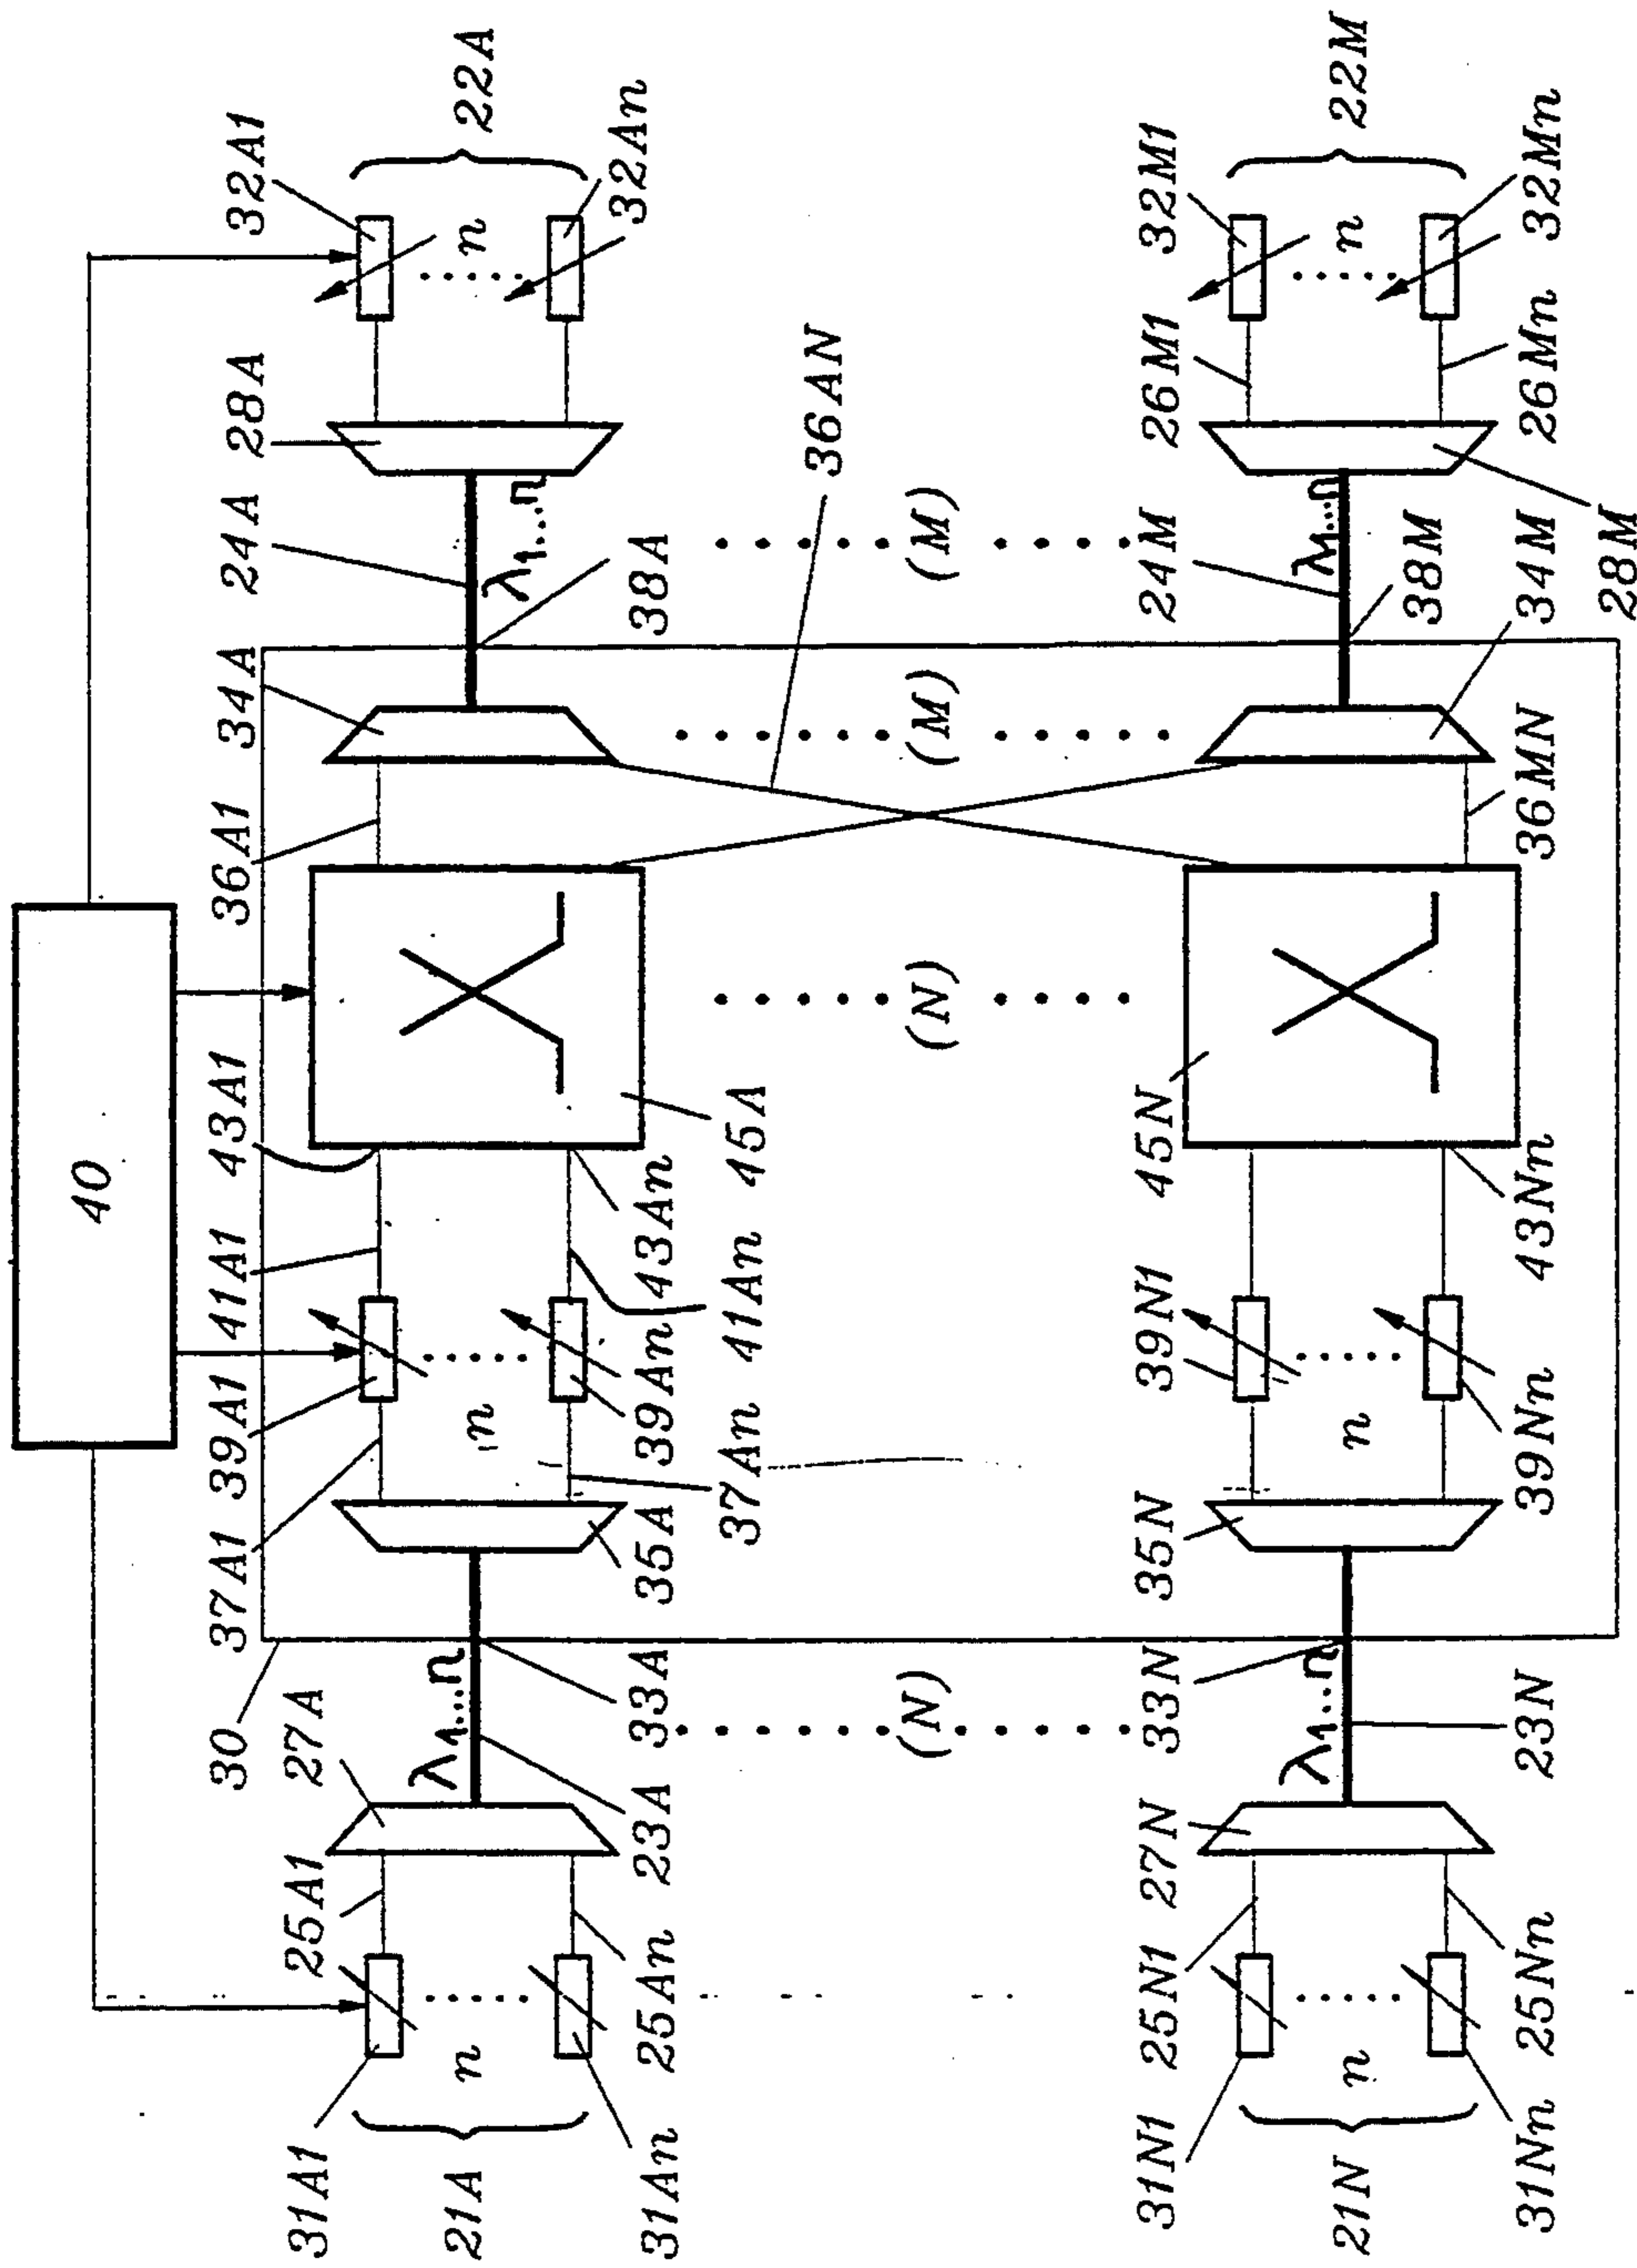 40
31A1
21A
31An
25A1
25An
27A
23A
λ1...n
33A
30
35A
37A1
37An
39A1
39An
n
n
41A1
41An
43A1
43An
45A
36A1
36AN
34A
38A
24A
λ1...n
28A
32A1
32An
n
22A
(N)
(N)
(M)
(M)
31N1
21N
31Nn
n
25N1
25Nn
27N
23N
λ1...n
33N
35N
39N1
39Nn
n
45N
43Nn
36MN
34M
38M
24M
λ1...n
28M
26M1
26Mn
32M1
32Mn
n
22M